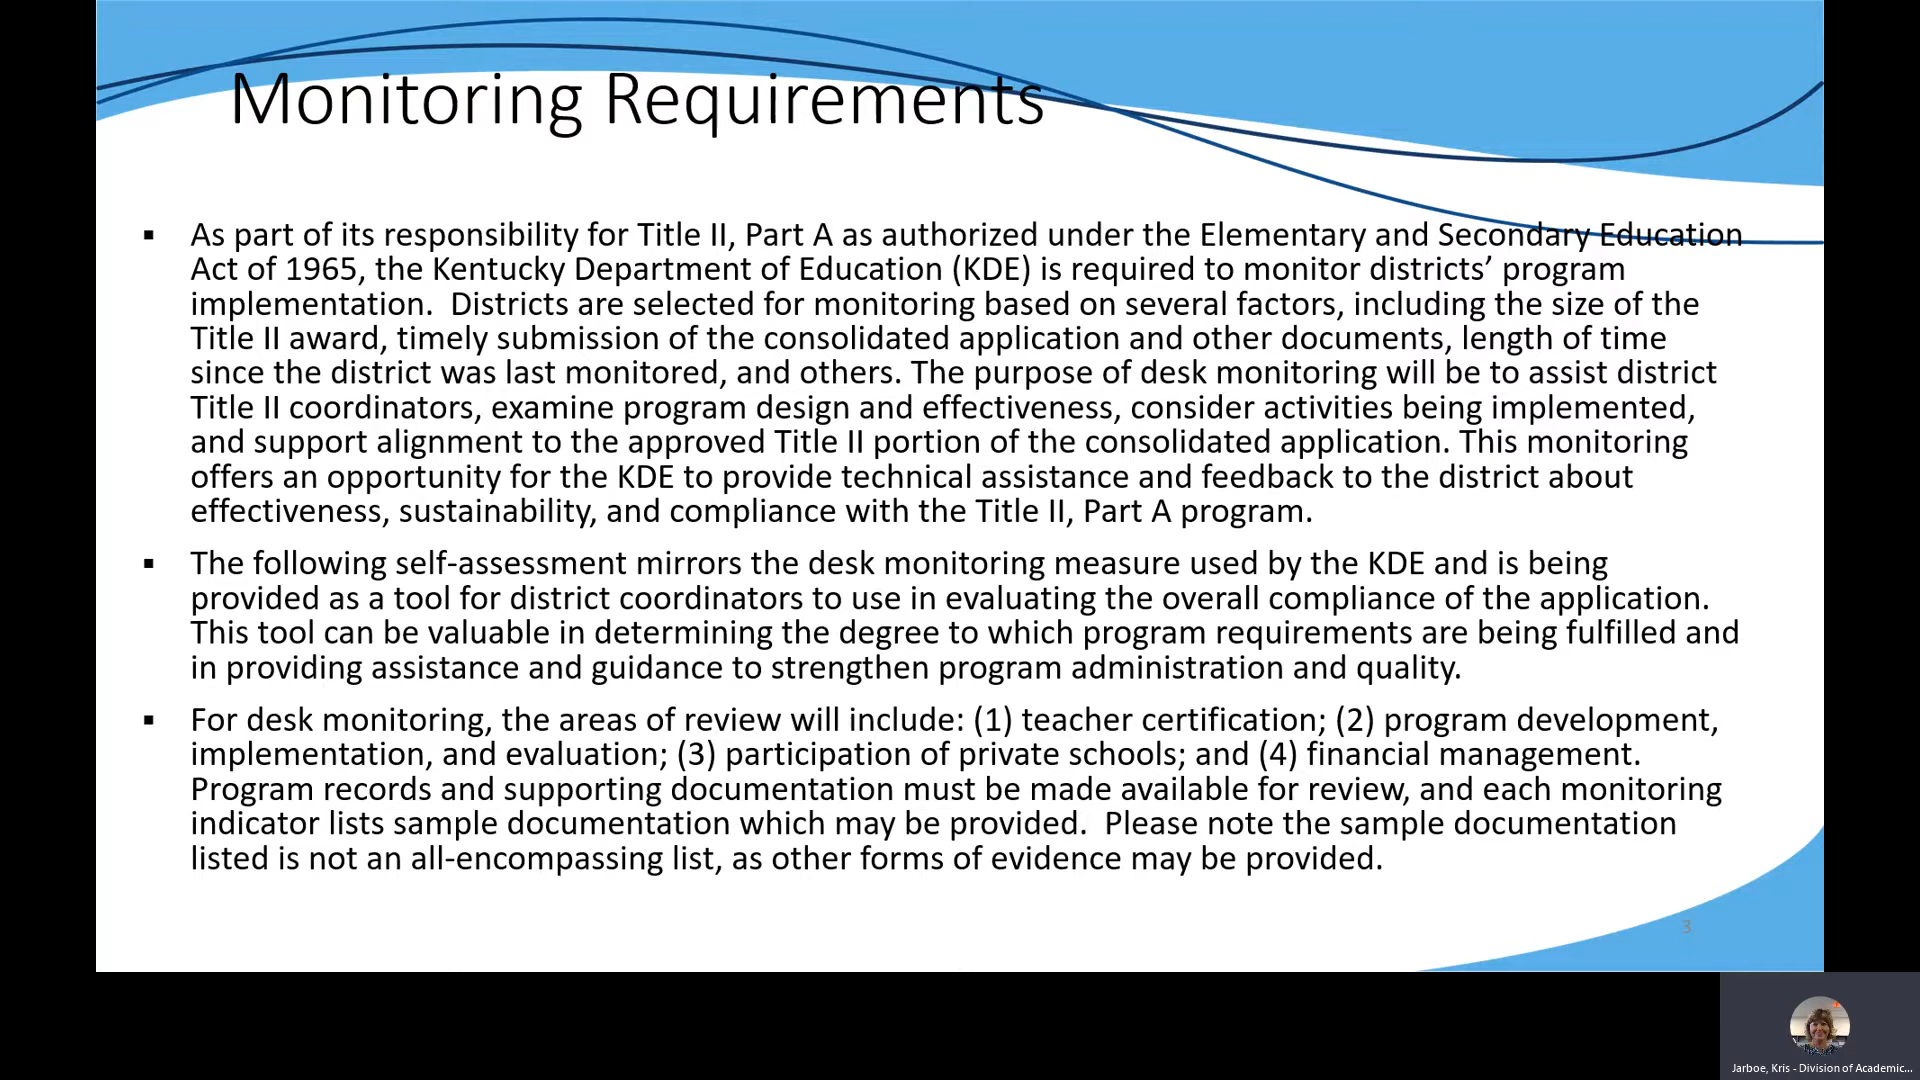 Monitoring Requirements
▪ As part of its responsibility for Title II, Part A as authorized under the Elementary and Secondary Education
Act of 1965, the Kentucky Department of Education (KDE) is required to monitor districts’ program
implementation.  Districts are selected for monitoring based on several factors, including the size of the
Title II award, timely submission of the consolidated application and other documents, length of time
since the district was last monitored, and others. The purpose of desk monitoring will be to assist district
Title II coordinators, examine program design and effectiveness, consider activities being implemented,
and support alignment to the approved Title II portion of the consolidated application. This monitoring
offers an opportunity for the KDE to provide technical assistance and feedback to the district about
effectiveness, sustainability, and compliance with the Title II, Part A program.
▪ The following self-assessment mirrors the desk monitoring measure used by the KDE and is being
provided as a tool for district coordinators to use in evaluating the overall compliance of the application.
This tool can be valuable in determining the degree to which program requirements are being fulfilled and
in providing assistance and guidance to strengthen program administration and quality.
▪ For desk monitoring, the areas of review will include: (1) teacher certification; (2) program development,
implementation, and evaluation; (3) participation of private schools; and (4) financial management.
Program records and supporting documentation must be made available for review, and each monitoring
indicator lists sample documentation which may be provided.  Please note the sample documentation
listed is not an all-encompassing list, as other forms of evidence may be provided.
3
Jarboe, Kris - Division of Academic...